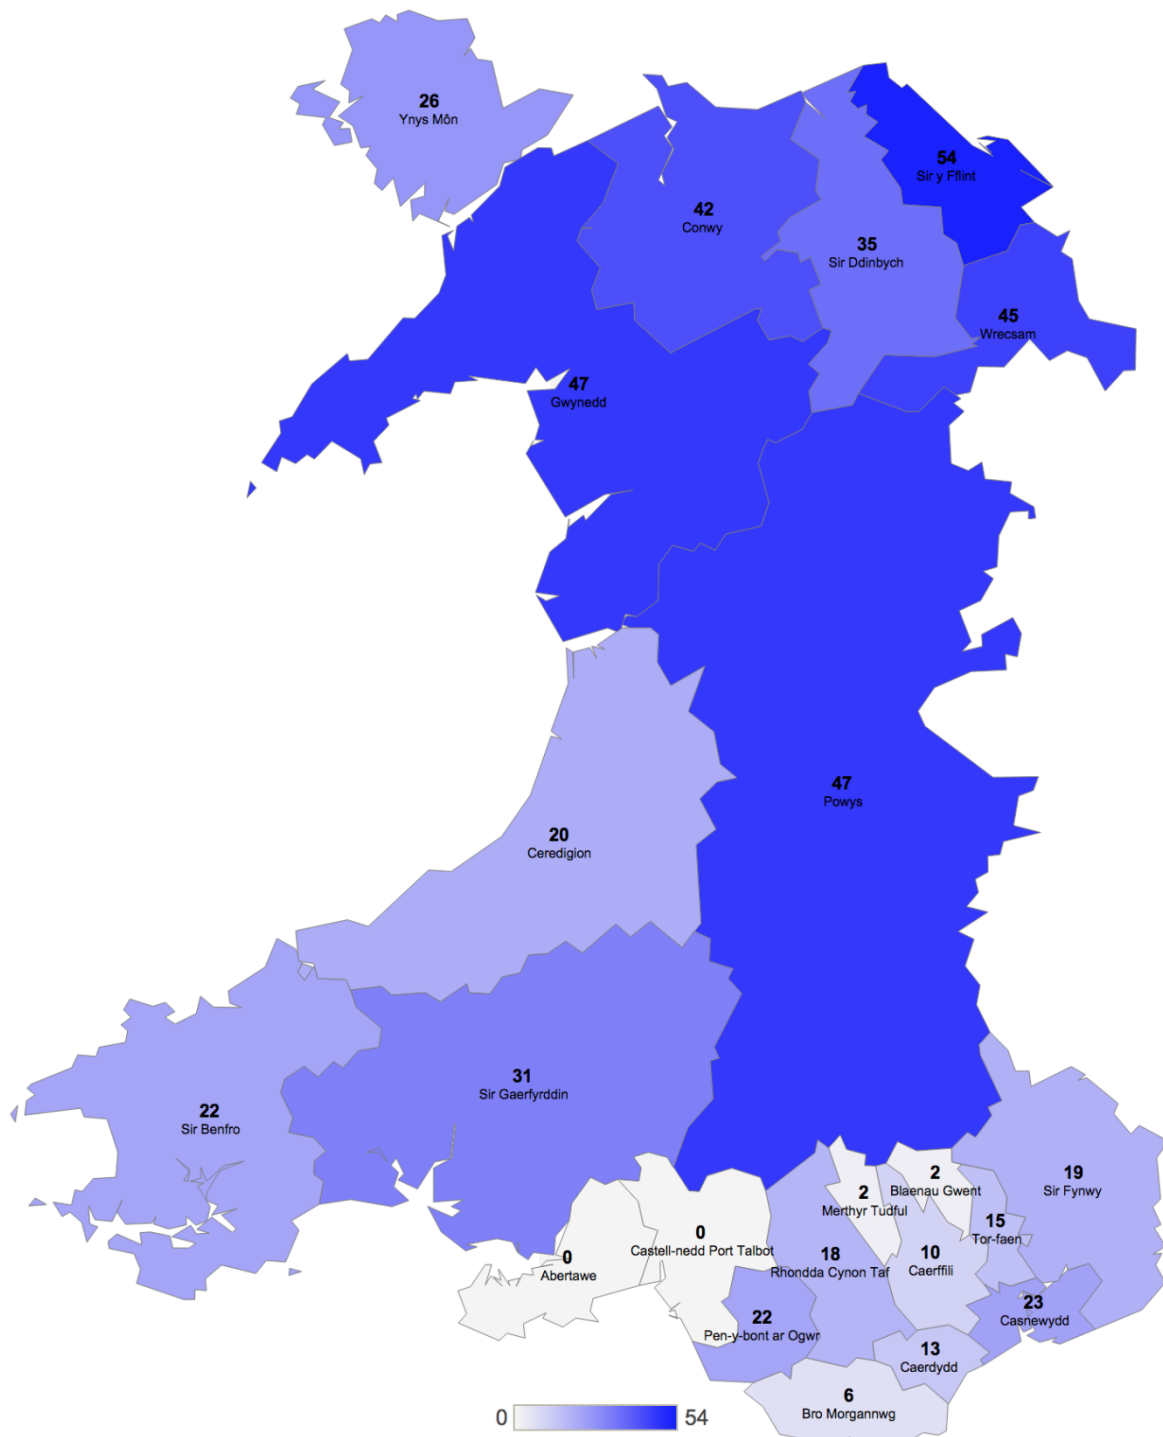 26
Ynys Môn
54
Sir y Fflint
42
Conwy
35
Sir Ddinbych
45
Wrecsam
47
Gwynedd
47
Powys
20
Ceredigion
31
Sir Gaerfyrddin
22
Sir Benfro
2
Merthyr Tudful
2
Blaenau Gwent
19
Sir Fynwy
15
Tor-faen
0
Castell-nedd Port Talbot
0
Abertawe
18
Rhondda Cynon Taf
10
Caerffili
23
Casnewydd
22
Pen-y-bont ar Ogwr
13
Caerdydd
6
Bro Morgannwg
0 54